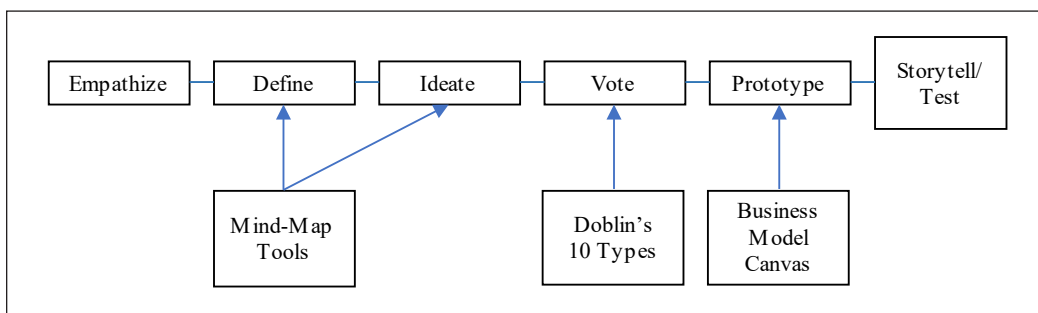 Empathize
Define
Ideate
Vote
Prototype
Storytell/
Test
Mind-Map
Tools
Doblin’s
10 Types
Business
Model
Canvas